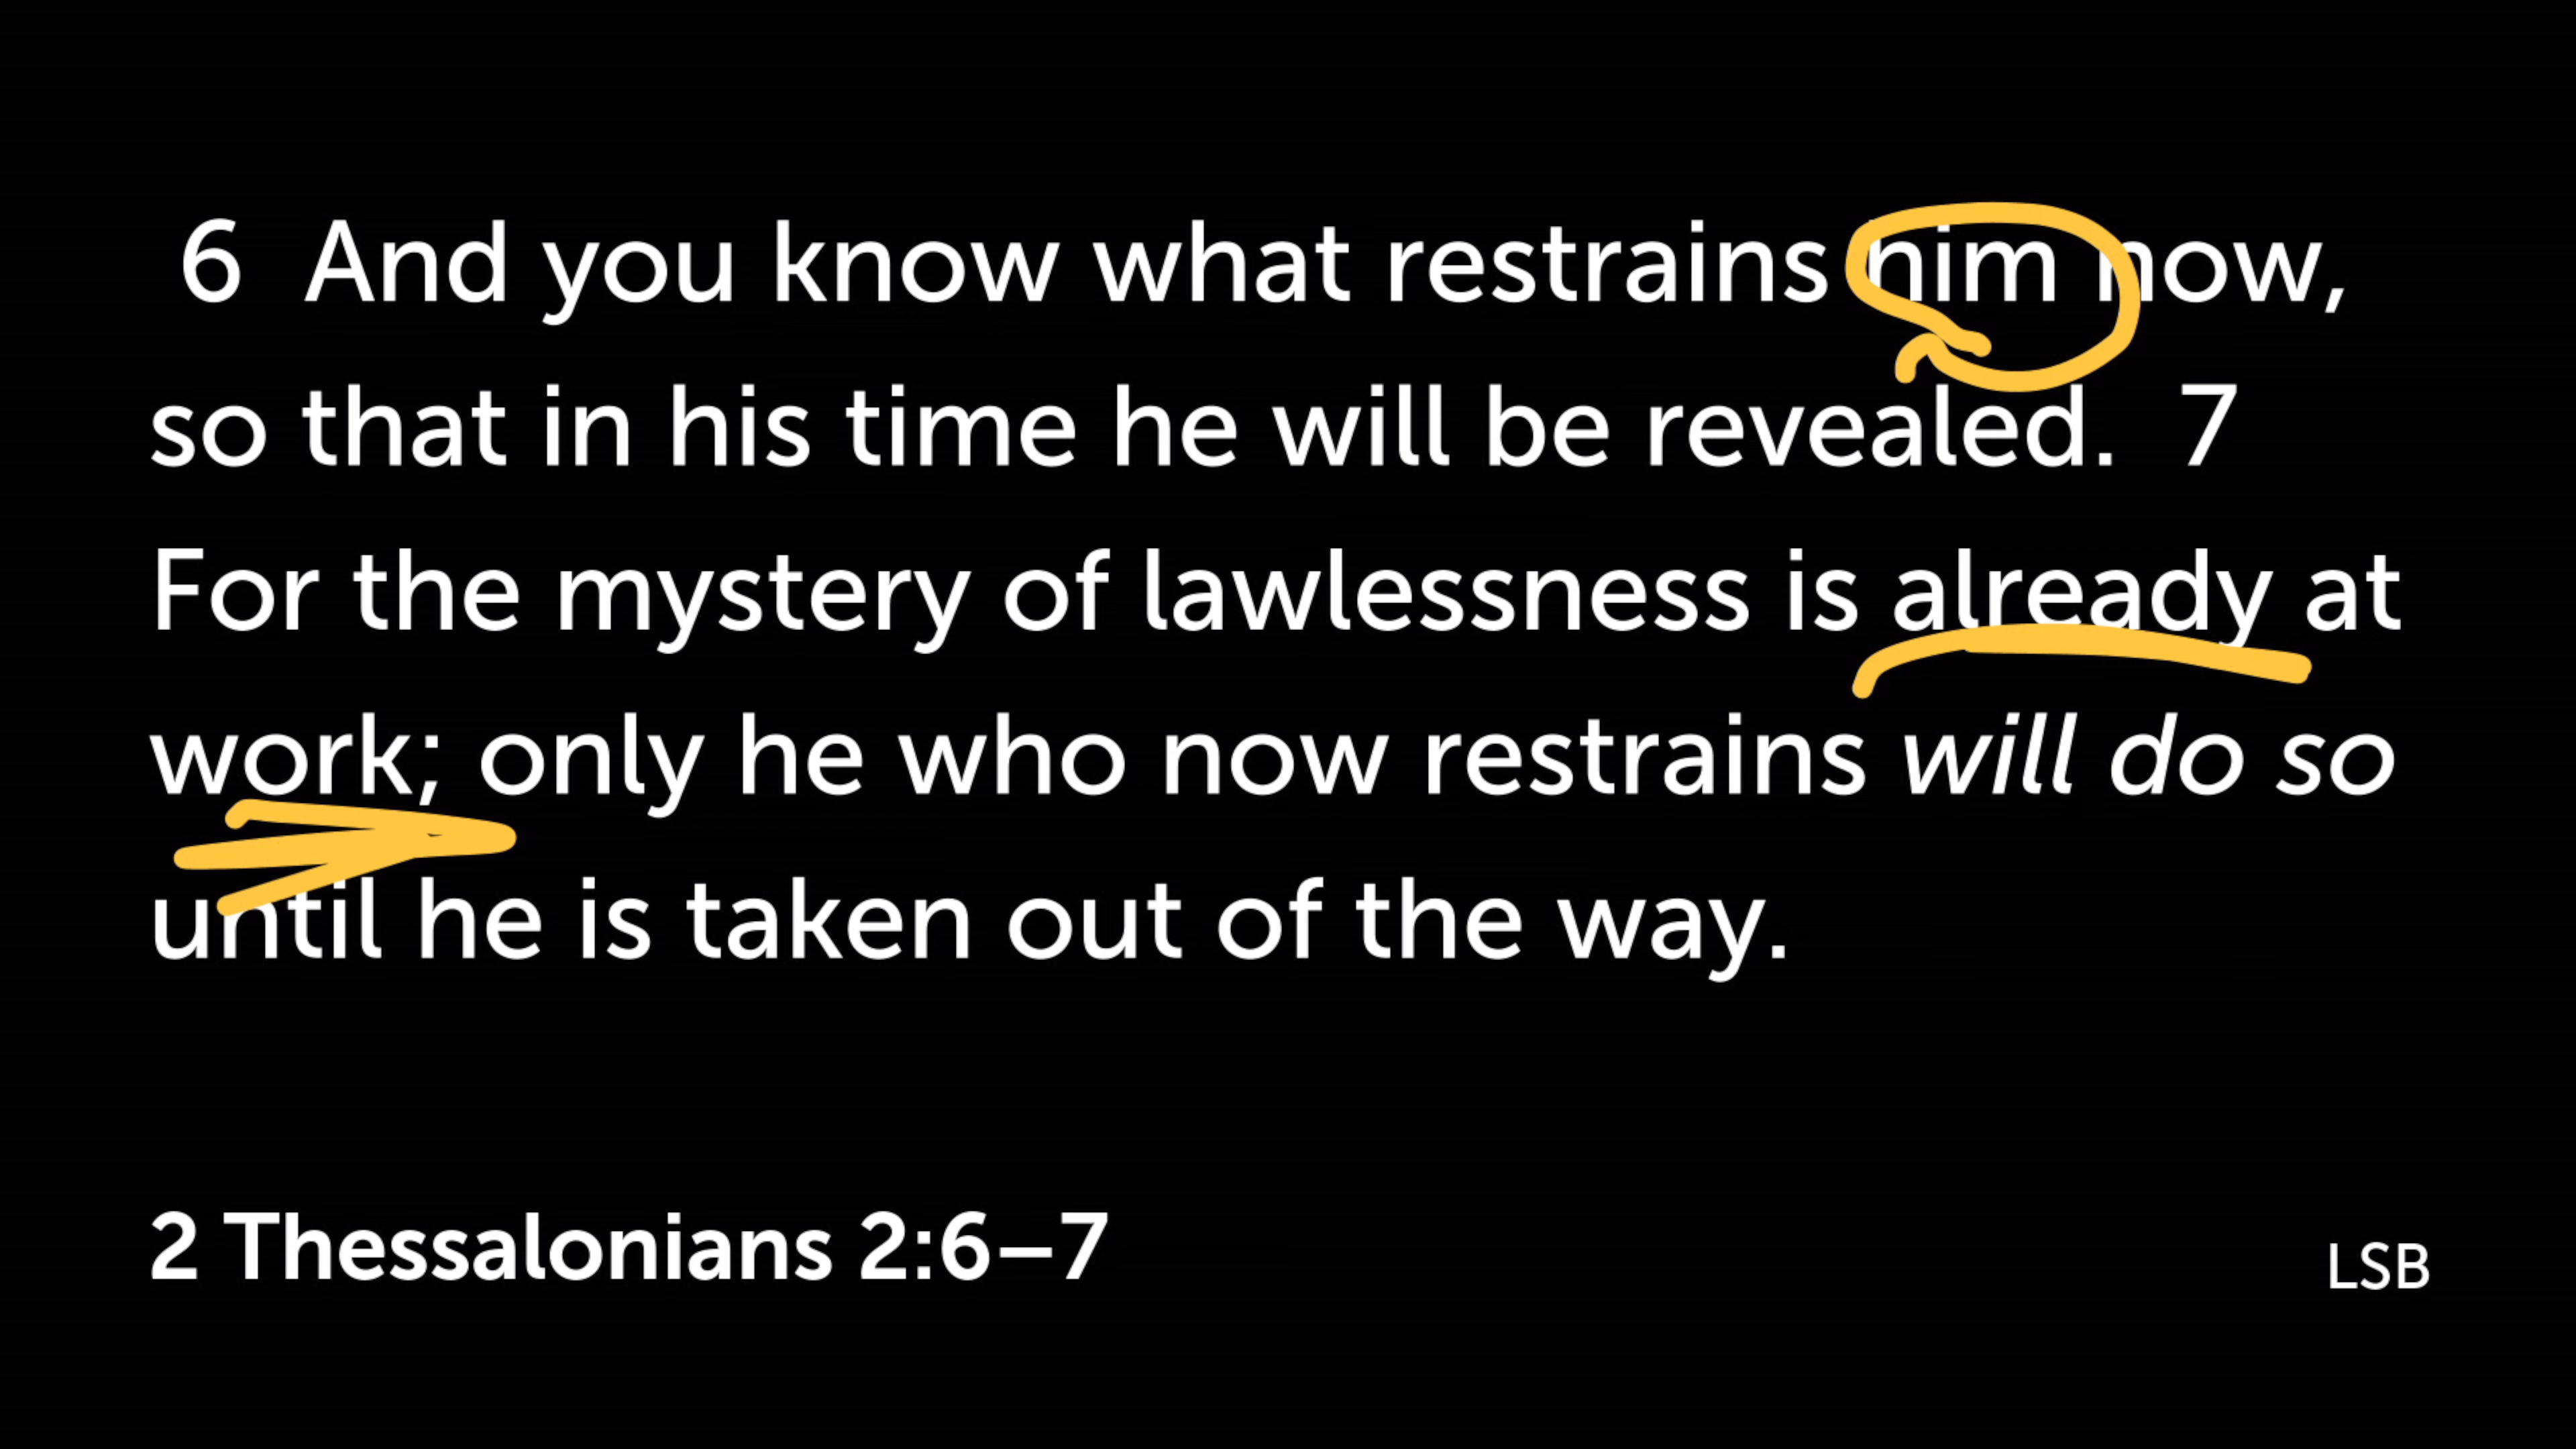 6 And you know what restrains him now,
so that in his time he will be revealed. 7
For the mystery of lawlessness is already at
work; only he who now restrains will do so
until he is taken out of the way.
2 Thessalonians 2:6–7
LSB